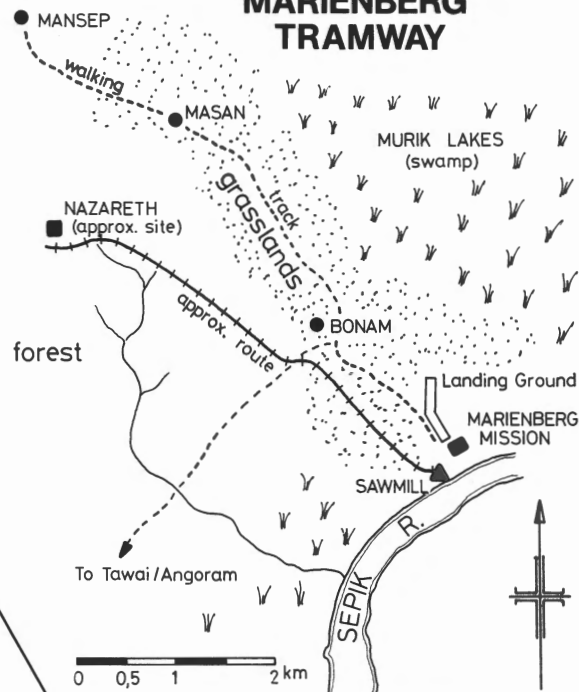 MARIENBERG
TRAMWAY
MANSEP
walking
MASAN
MURIK LAKES
(swamp)
track
grasslands
NAZARETH
(approx. site)
approx. route
BONAM
forest
Landing Ground
MARIENBERG
MISSION
SAWMILL
SEPIK R.
To Tawai/Angoram
0 0,5 1 2 km